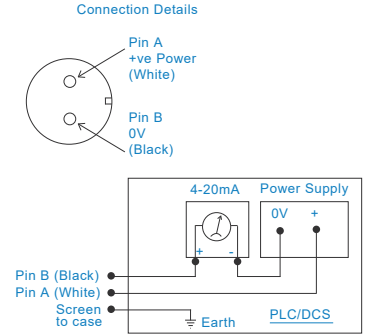 Connection Details
Pin A
+ve Power
(White)
Pin B
0V
(Black)
4-20mA
Power Supply
0V
+
+
-
Pin B (Black)
Pin A (White)
Screen
to case
Earth
PLC/DCS